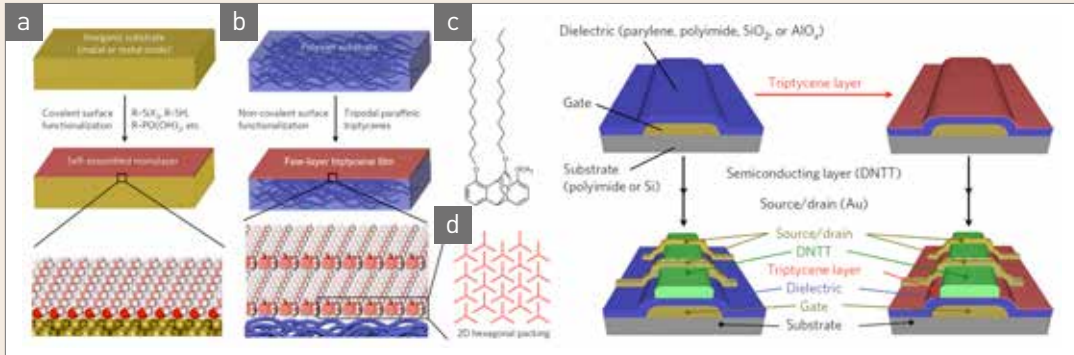 a
Inorganic substrate
(metal or metal oxide)
Covalent surface
functionalization
R–SiX₃, R–SH,
R–PO(OH)₂, etc.
Self-assembled monolayer
b
Polymer substrate
Non-covalent surface
functionalization
Tripodal paraffinic
triptycenes
Few-layer triptycene film
c
d
2D hexagonal packing
Dielectric (parylene, polyimide, SiO₂, or AlOₓ)
Triptycene layer
Gate
Substrate
(polyimide or Si)
Semiconducting layer (DNTT)
Source/drain (Au)
Source/drain
DNTT
Triptycene layer
Dielectric
Gate
Substrate